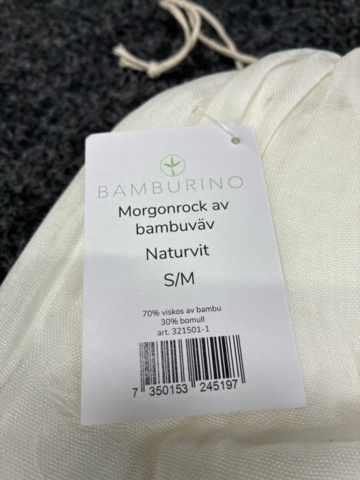 BAMBURINO
Morgonrock av
bambuväv
Naturvit
S/M
70% viskos av bambu
30% bomull
art. 321501-1
7 350153 245197